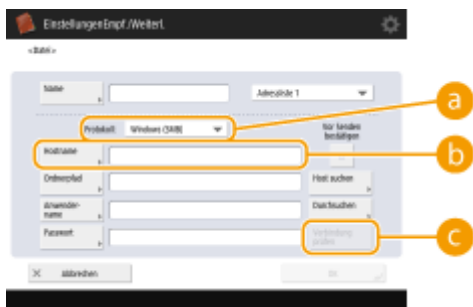 Einstellungen Empf./Weiterl.
<Datei>
Name
Adressliste 1
Protokoll: Windows (SMB)
Vor Senden
bestätigen
a
Hostname
b
Ordnerpfad
Host suchen
Anwender-
name
Durchsuchen
Passwort
Verbindung
prüfen
c
Abbrechen
OK